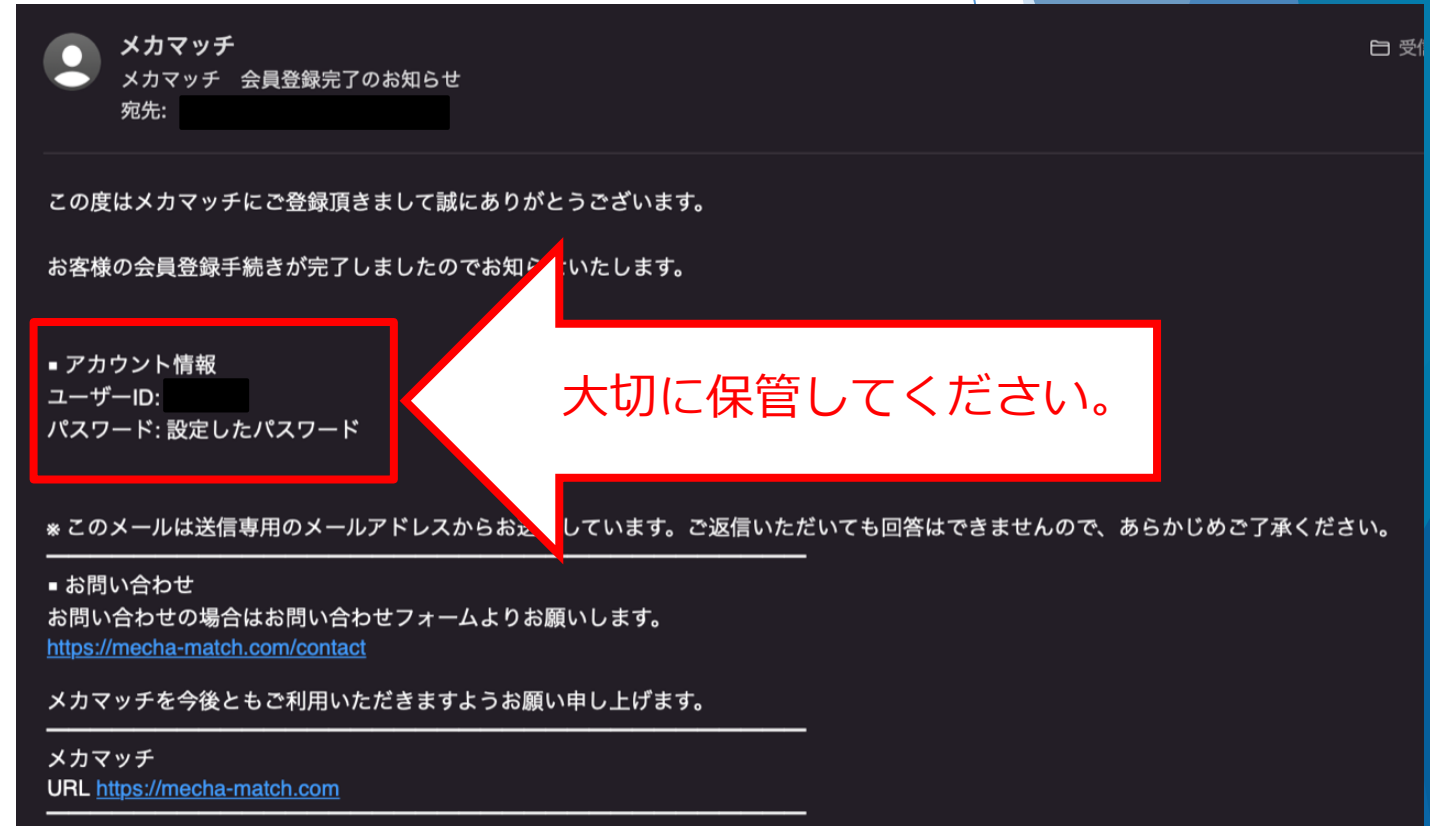 メカマッチ
受
メカマッチ　会員登録完了のお知らせ
宛先:
この度はメカマッチにご登録頂きまして誠にありがとうございます。
お客様の会員登録手続きが完了しましたのでお知ら いたします。
▪ アカウント情報
ユーザーID:
パスワード: 設定したパスワード
大切に保管してください。
※ このメールは送信専用のメールアドレスからお送 しています。ご返信いただいても回答はできませんので、あらかじめご了承ください。
▪ お問い合わせ
お問い合わせの場合はお問い合わせフォームよりお願いします。
https://mecha-match.com/contact
メカマッチを今後ともご利用いただきますようお願い申し上げます。
メカマッチ
URL https://mecha-match.com